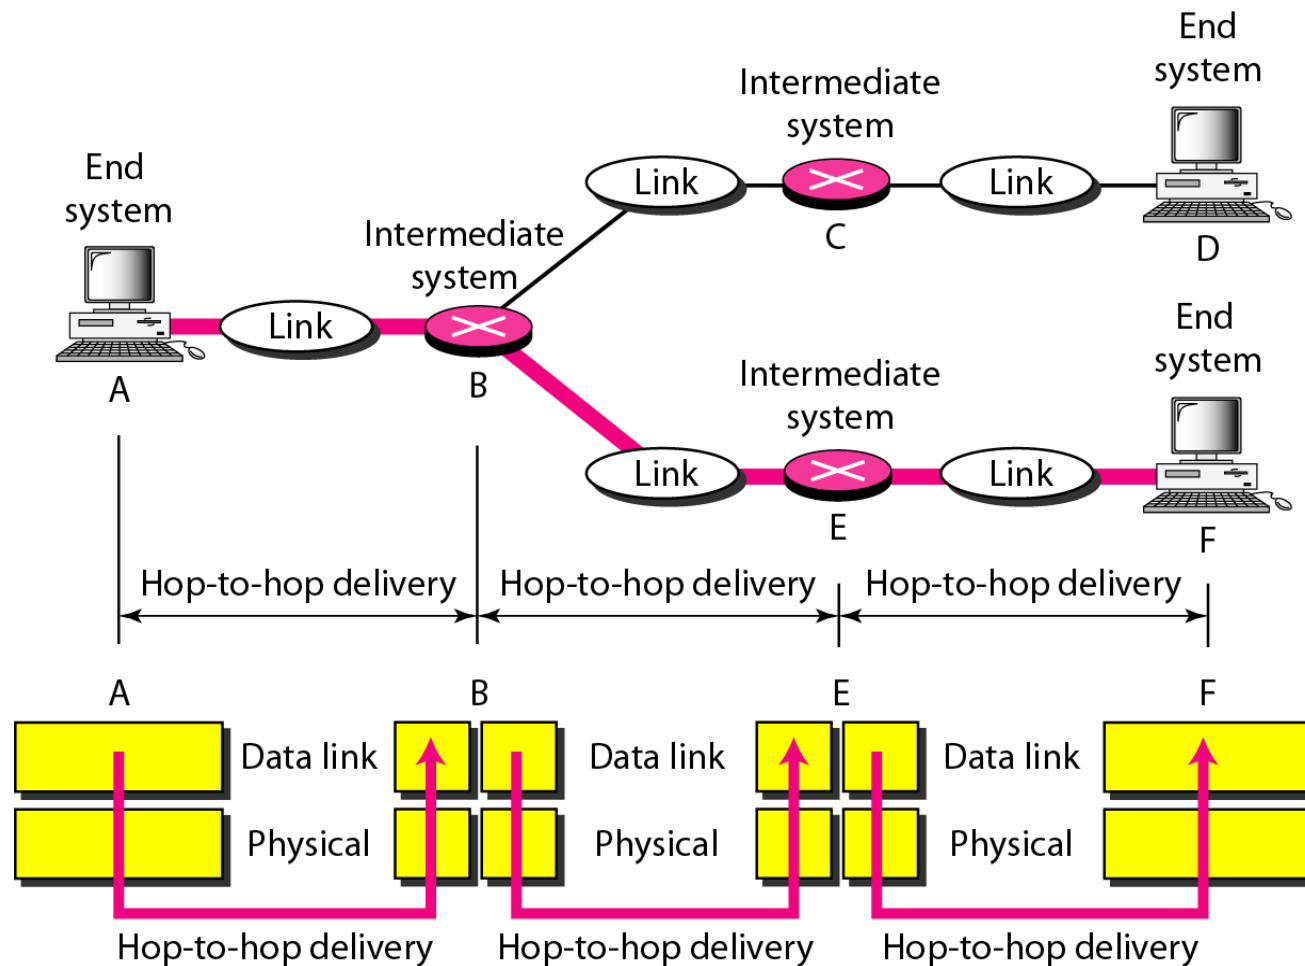 End
system
Intermediate
system
Link
Link
C
D
End
system
Intermediate
system
Link
A
B
End
system
Intermediate
system
Link
Link
E
F
Hop-to-hop delivery
Hop-to-hop delivery
Hop-to-hop delivery
A
B
E
F
Data link
Data link
Data link
Physical
Physical
Physical
Hop-to-hop delivery
Hop-to-hop delivery
Hop-to-hop delivery